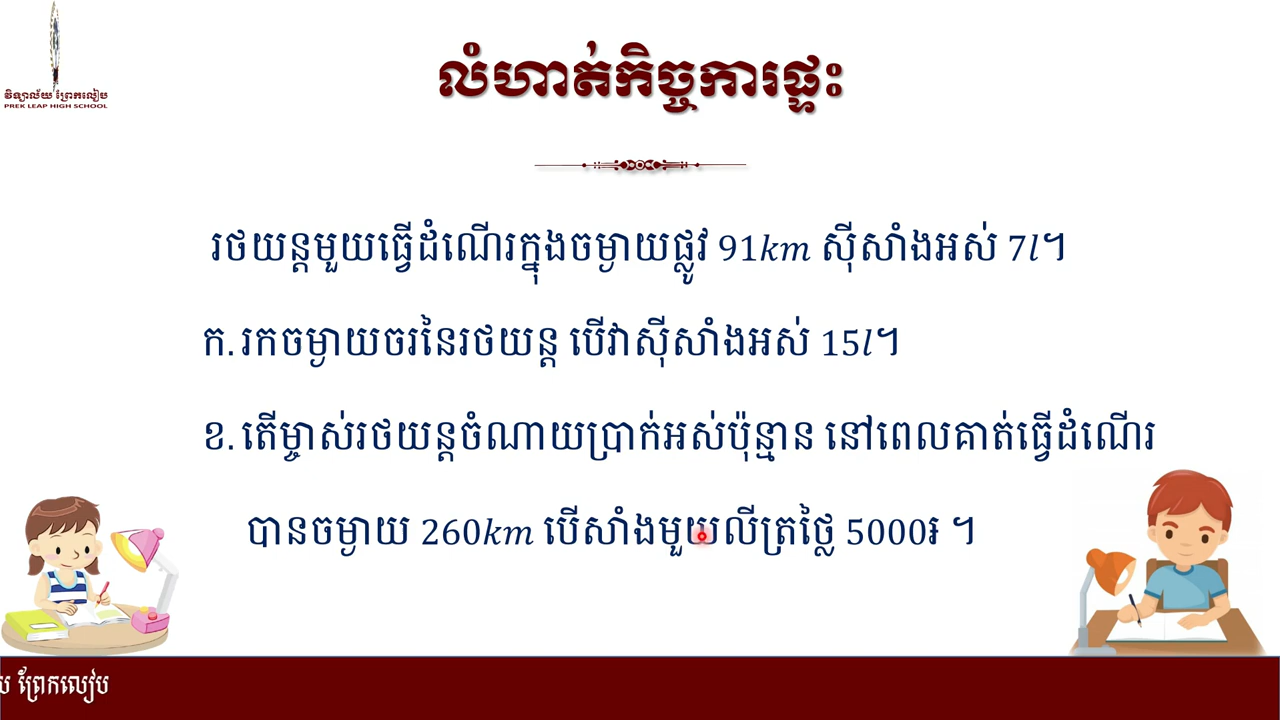 វិទ្យាល័យ ព្រែកលៀប
PREK LEAP HIGH SCHOOL
លំហាត់កិច្ចការផ្ទះ
រថយន្តមួយធ្វើដំណើរក្នុងចម្ងាយផ្លូវ 91km ស៊ីសាំងអស់ 7l។
ក. រកចម្ងាយចរនៃរថយន្ត បើវាស៊ីសាំងអស់ 15l។
ខ. តើម្ចាស់រថយន្តចំណាយប្រាក់អស់ប៉ុន្មាន នៅពេលគាត់ធ្វើដំណើរ
បានចម្ងាយ 260km បើសាំងមួយលីត្រថ្លៃ 5000៛ ។
ព្រែកលៀប